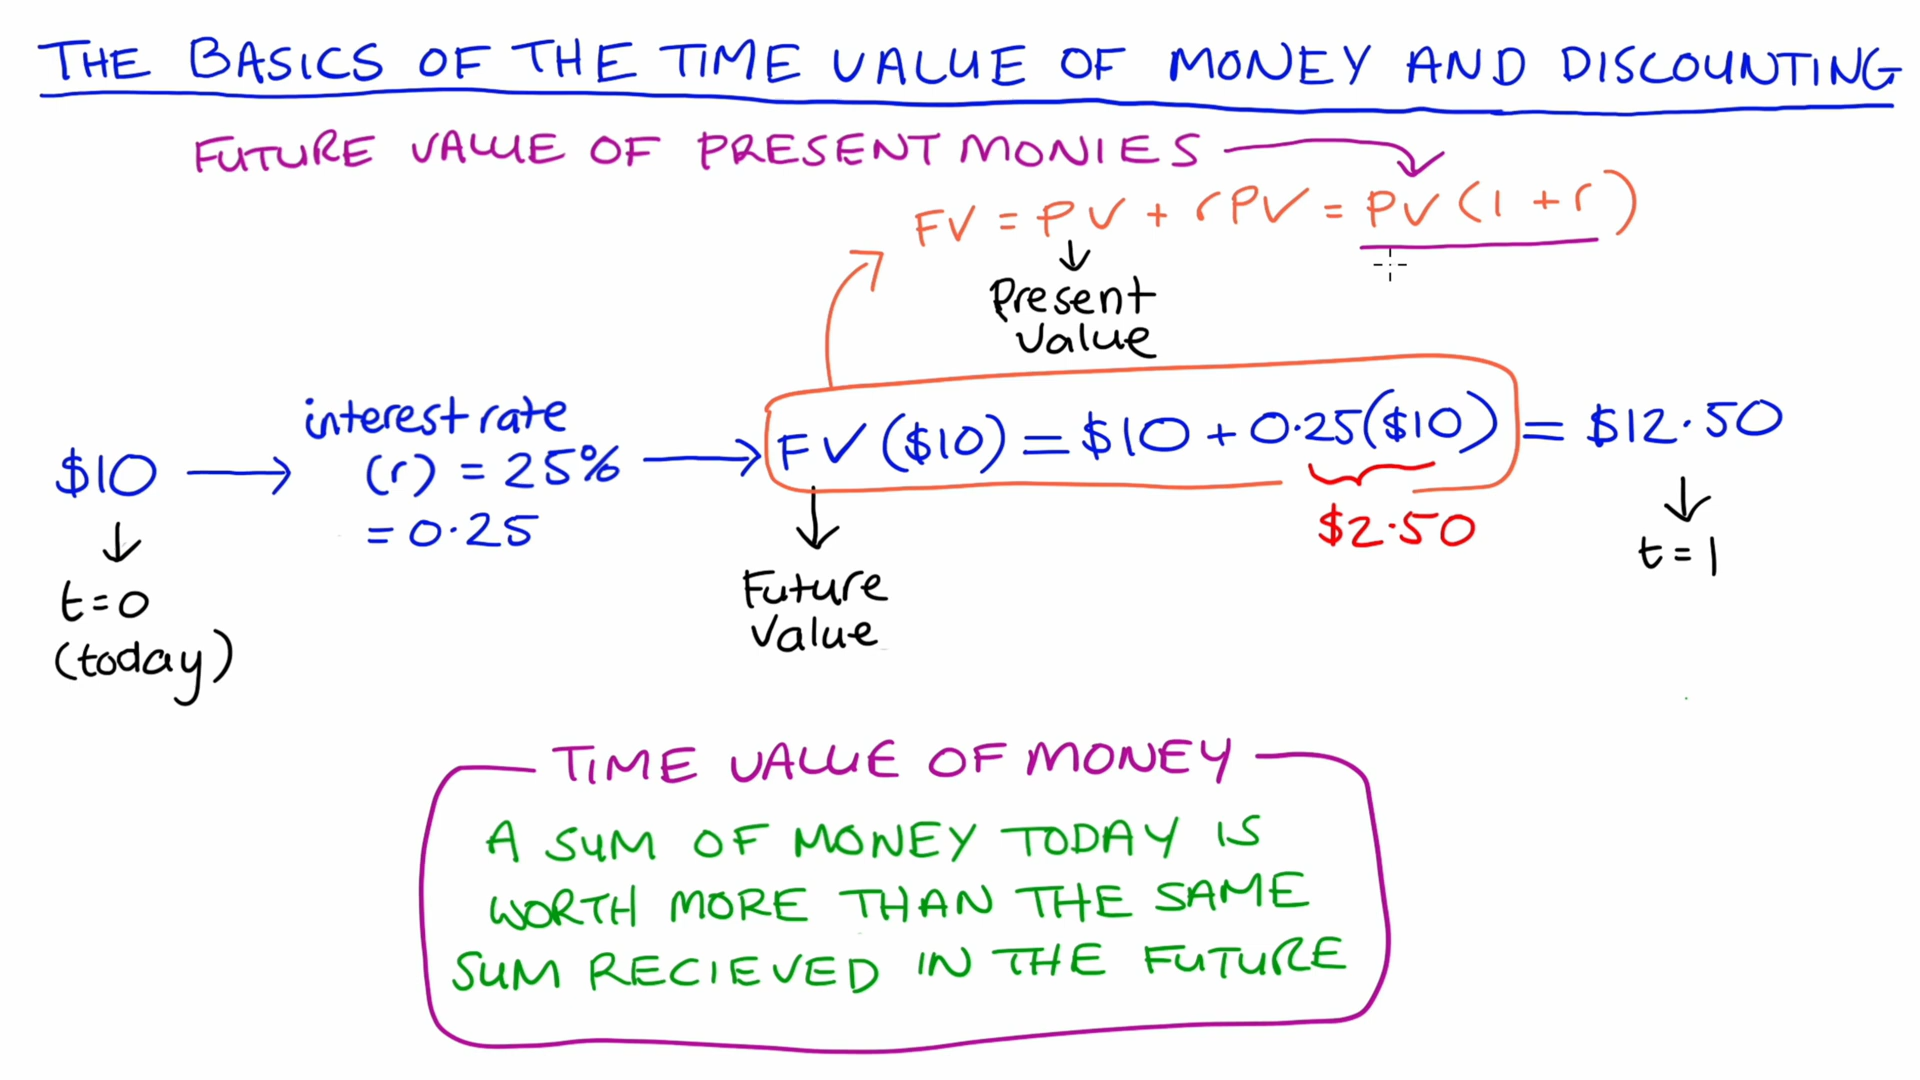 THE BASICS OF THE TIME VALUE OF MONEY AND DISCOUNTING
FUTURE VALUE OF PRESENT MONIES
FV = PV + rPV = PV(1 + r)
Present
Value
$10
interest rate
(r) = 25%
= 0.25
FV($10) = $10 + 0.25($10) = $12.50
$2.50
t=0
(today)
Future
Value
t=1
TIME VALUE OF MONEY
A SUM OF MONEY TODAY IS
WORTH MORE THAN THE SAME
SUM RECIEVED IN THE FUTURE